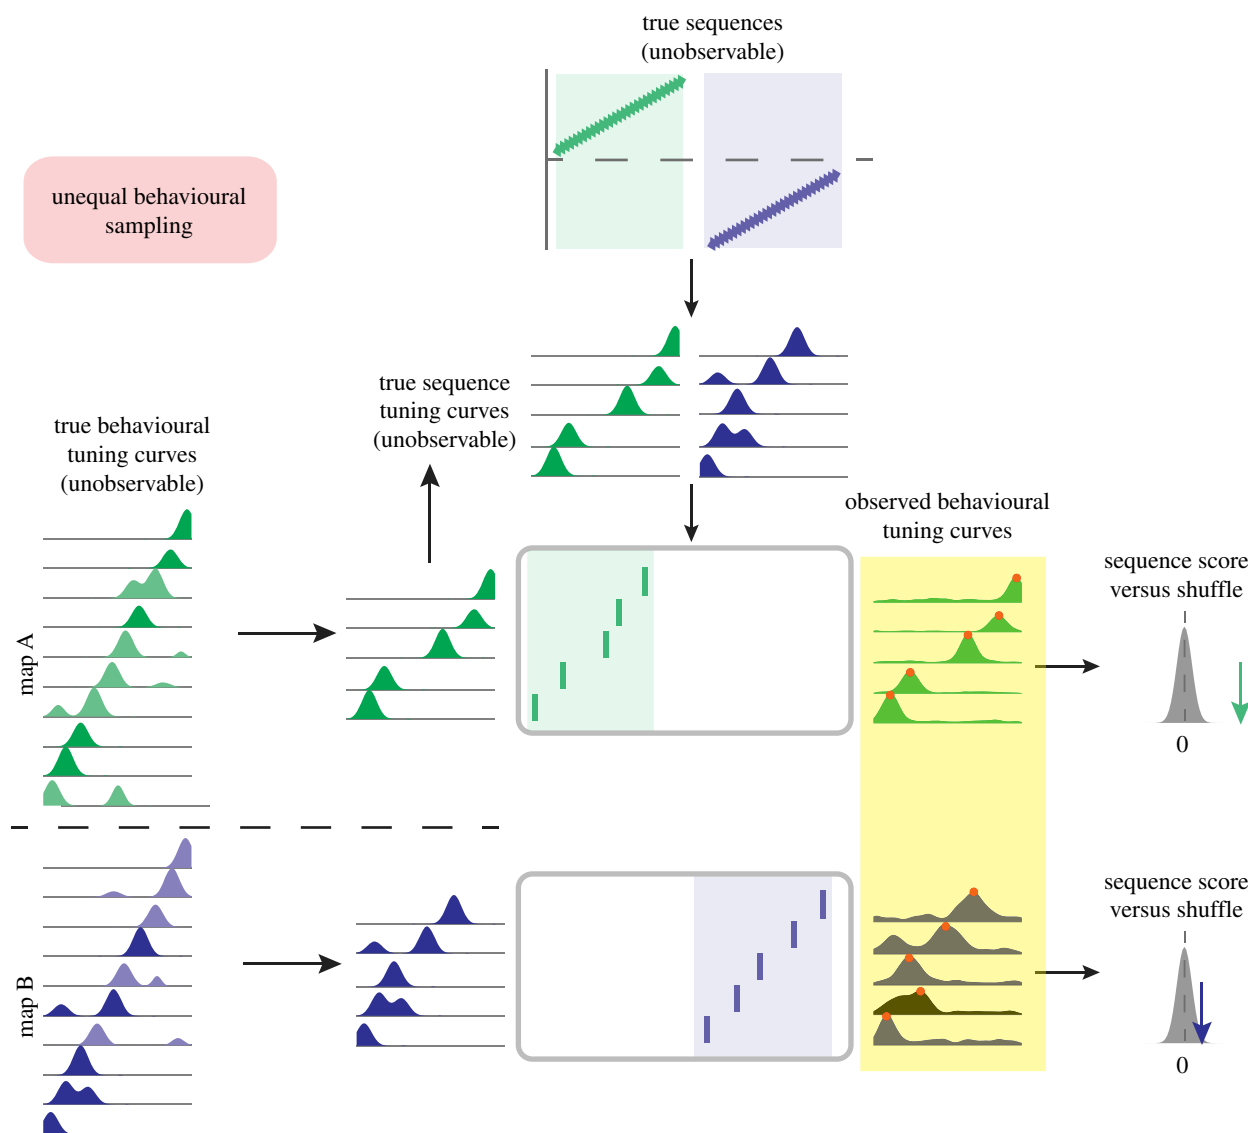 true sequences
(unobservable)
unequal behavioural
sampling
true sequence
tuning curves
(unobservable)
true behavioural
tuning curves
(unobservable)
observed behavioural
tuning curves
sequence score
versus shuffle
map A
0
sequence score
versus shuffle
map B
0